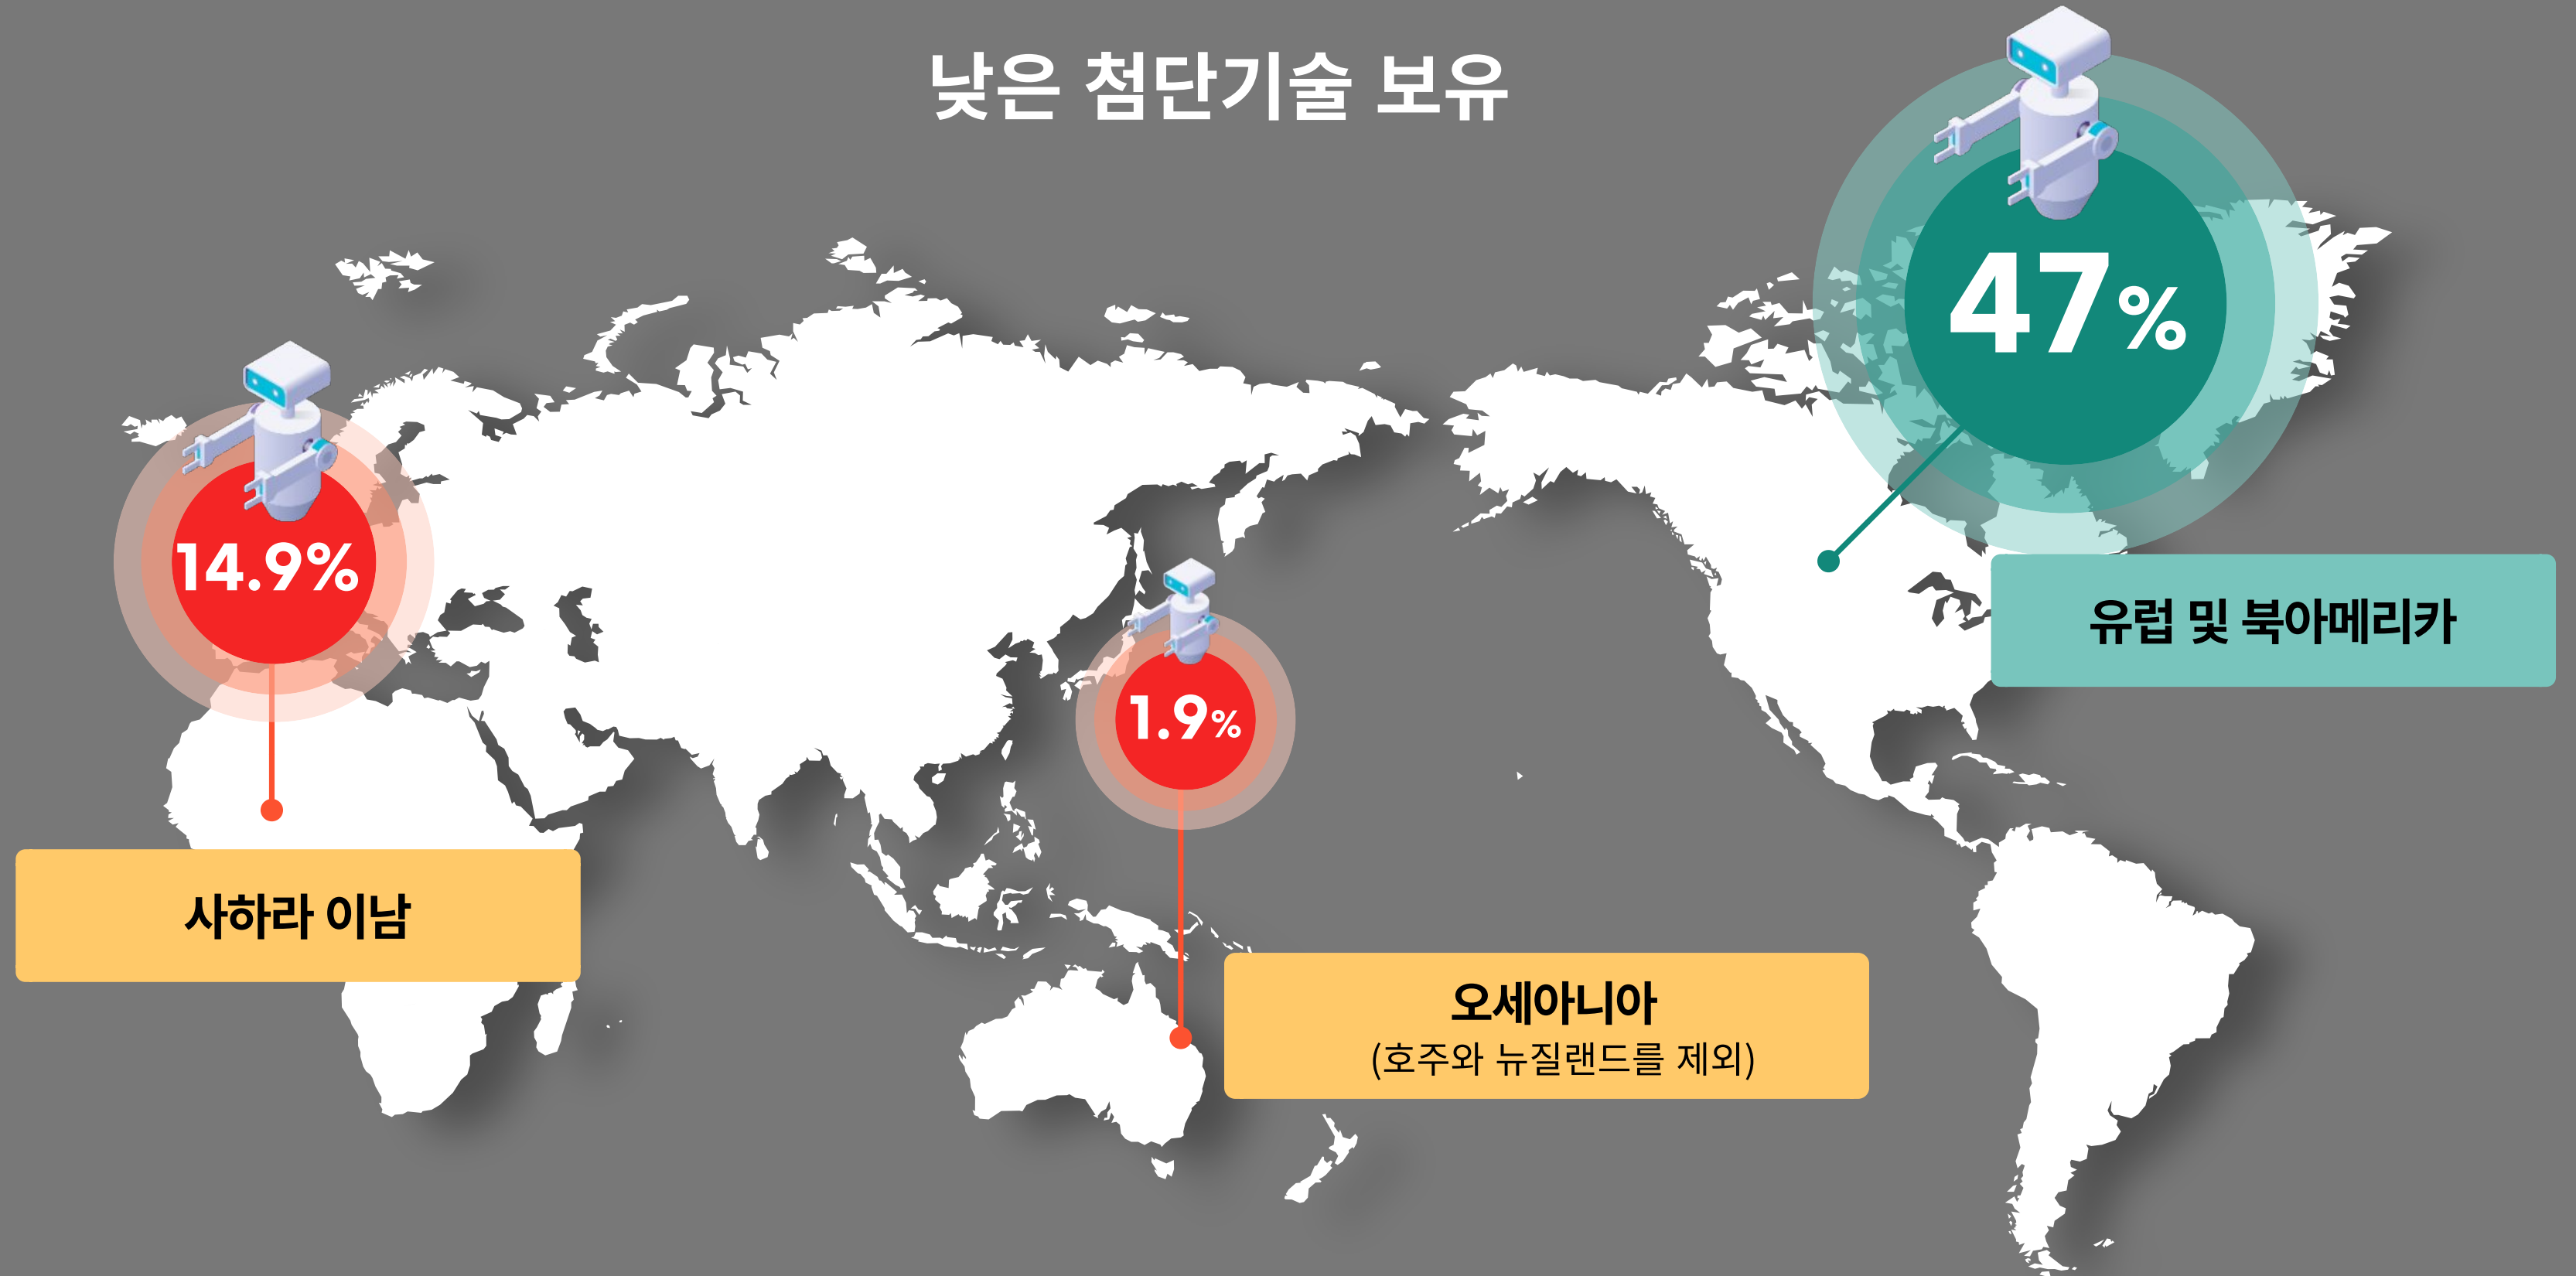 낮은 첨단기술 보유
47%
유럽 및 북아메리카
14.9%
사하라 이남
1.9%
오세아니아
(호주와 뉴질랜드를 제외)